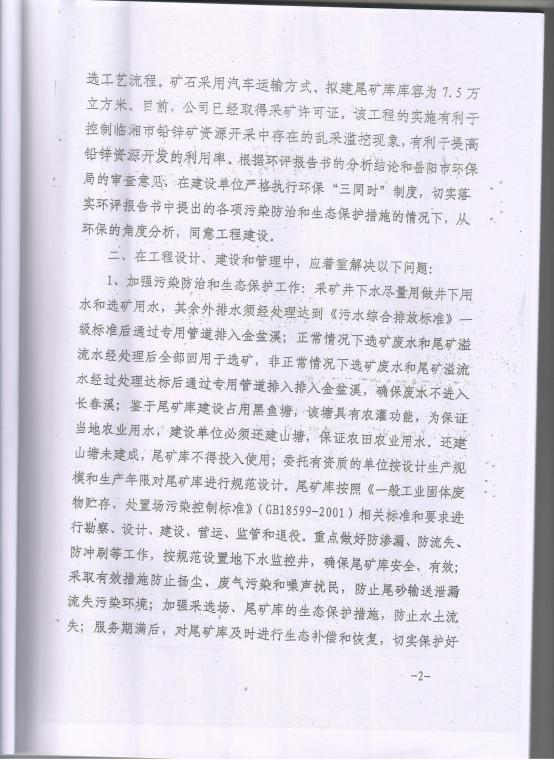 选工艺流程。矿石采用汽车运输方式。拟建尾矿库库容为7.5万
立方米。目前，公司已经取得采矿许可证。该工程的实施有利于
控制临湘市铅锌矿资源开采中存在的乱采滥挖现象，有利于提高
铅锌资源开发的利用率。根据环评报告书的分析结论和岳阳市环保
局的审查意见，在建设单位严格执行环保“三同时”制度，切实落
实环评报告书中提出的各项污染防治和生态保护措施的情况下，从
环保的角度分析，同意工程建设。
二、在工程设计、建设和管理中，应着重解决以下问题：
1、加强污染防治和生态保护工作：采矿井下水尽量用做井下用
水和选矿用水，其余外排水须经处理达到《污水综合排放标准》一
级标准后通过专用管道排入金盆溪；正常情况下选矿废水和尾矿溢
流水经处理后全部回用于选矿，非正常情况下选矿废水和尾矿溢流
水经过处理达标后通过专用管道排入排入金盆溪，确保废水不进入
长春溪；鉴于尾矿库建设占用黑鱼塘，该塘具有农灌功能，为保证
当地农业用水，建设单位必须还建山塘，保证农田农业用水。还建
山塘未建成，尾矿库不得投入使用；委托有资质的单位按设计生产规
模和生产年限对尾矿库进行规范设计。尾矿库按照《一般工业固体废
物贮存、处置场污染控制标准》（GB18599-2001）相关标准和要求进
行勘察、设计、建设、营运、监管和退役。重点做好防渗漏、防流失、
防冲刷等工作，按规范设置地下水监控井，确保尾矿库安全、有效；
采取有效措施防止扬尘、废气污染和噪声扰民，防止尾砂输送泄漏
流失污染环境；加强采选场、尾矿库的生态保护措施，防止水土流
失；服务期满后，对尾矿库及时进行生态补偿和恢复，切实保护好
-2-